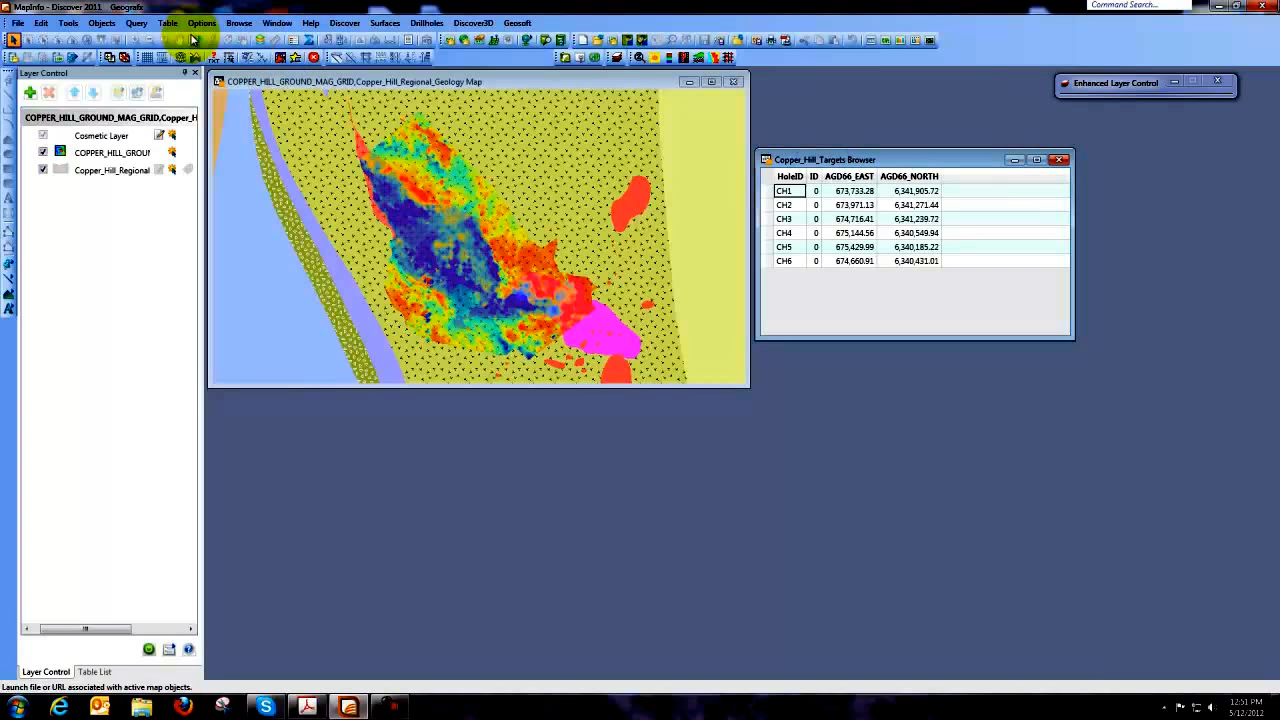 MapInfo - Discover 2011 Geografx
Command Search...
File Edit Tools Objects Query Table Options Browse Window Help Discover Surfaces Drillholes Discover3D Geosoft
TXT
Layer Control
COPPER_HILL_GROUND_MAG_GRID,Copper_H
Cosmetic Layer
COPPER_HILL_GROUN
Copper_Hill_Regional
COPPER_HILL_GROUND_MAG_GRID,Copper_Hill_Regional_Geology Map
Enhanced Layer Control
Copper_Hill_Targets Browser
HoleID ID AGD66_EAST AGD66_NORTH
CH1 0 673,733.28 6,341,905.72
CH2 0 673,971.13 6,341,271.44
CH3 0 674,716.41 6,341,239.72
CH4 0 675,144.56 6,340,549.94
CH5 0 675,429.99 6,340,185.22
CH6 0 674,660.91 6,340,431.01
Layer Control Table List
Launch file or URL associated with active map objects.
12:51 PM
5/12/2012